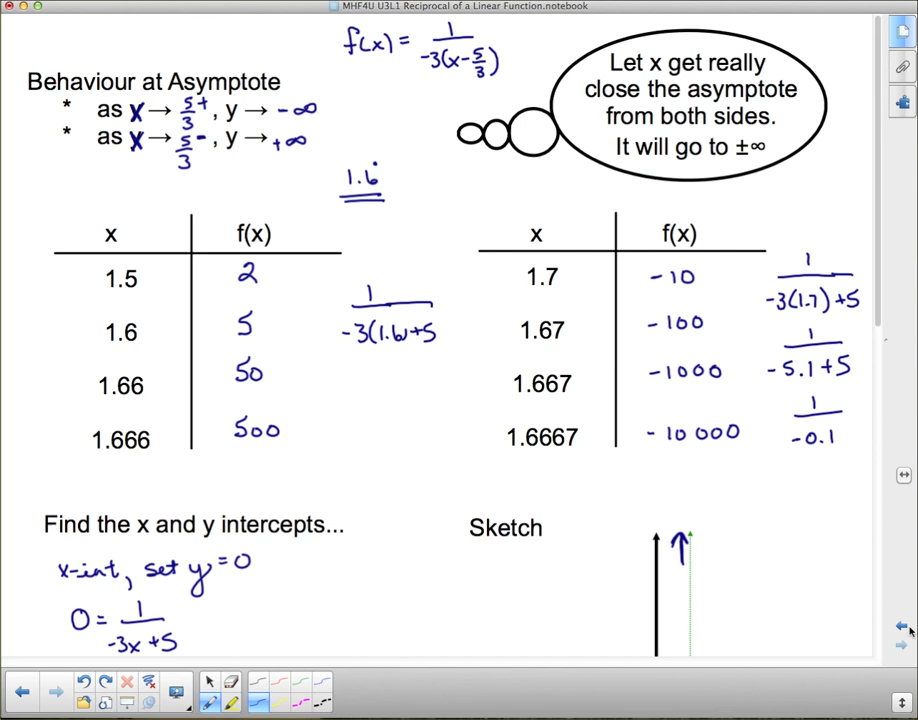 MHF4U U3L1 Reciprocal of a Linear Function.notebook
f(x) = 1 / -3(x - 5/3)
Let x get really
close the asymptote
from both sides.
It will go to ±∞
Behaviour at Asymptote
* as x → 5/3 +, y → -∞
* as x → 5/3 -, y → +∞
1.6̇
x f(x)
1.5 2
1.6 5
1.66 50
1.666 500
1 / -3(1.6)+5
x f(x)
1.7 -10
1.67 -100
1.667 -1000
1.6667 -10 000
1 / -3(1.7)+5
1 / -5.1+5
1 / -0.1
Find the x and y intercepts...
x-int, set y=0
0 = 1 / -3x+5
Sketch